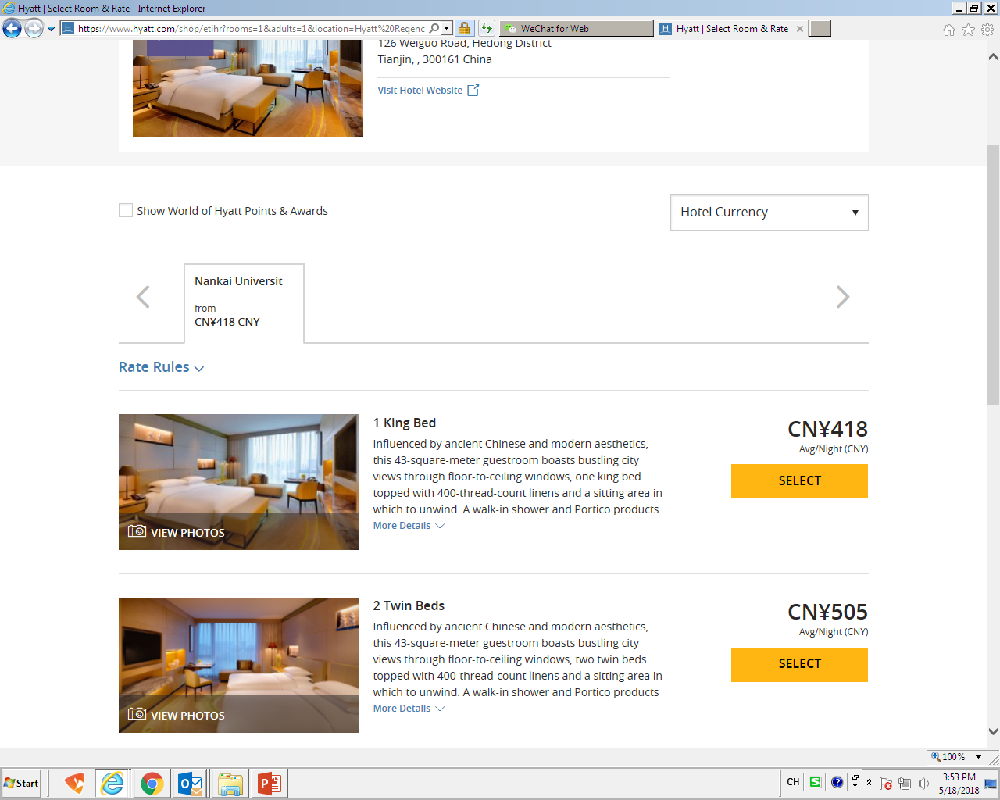 Hyatt | Select Room & Rate - Internet Explorer
https://www.hyatt.com/shop/etihr?rooms=1&adults=1&location=Hyatt%20Regenc
WeChat for Web
Hyatt | Select Room & Rate
126 Weiguo Road, Hedong District
Tianjin, , 300161 China
Visit Hotel Website
Show World of Hyatt Points & Awards
Hotel Currency
Nankai Universit
from
CN¥418 CNY
Rate Rules
1 King Bed
Influenced by ancient Chinese and modern aesthetics,
this 43-square-meter guestroom boasts bustling city
views through floor-to-ceiling windows, one king bed
topped with 400-thread-count linens and a sitting area in
which to unwind. A walk-in shower and Portico products
More Details
VIEW PHOTOS
CN¥418
Avg/Night (CNY)
SELECT
2 Twin Beds
Influenced by ancient Chinese and modern aesthetics,
this 43-square-meter guestroom boasts bustling city
views through floor-to-ceiling windows, two twin beds
topped with 400-thread-count linens and a sitting area in
which to unwind. A walk-in shower and Portico products
More Details
VIEW PHOTOS
CN¥505
Avg/Night (CNY)
SELECT
100%
Start
CH
3:53 PM
5/18/2018